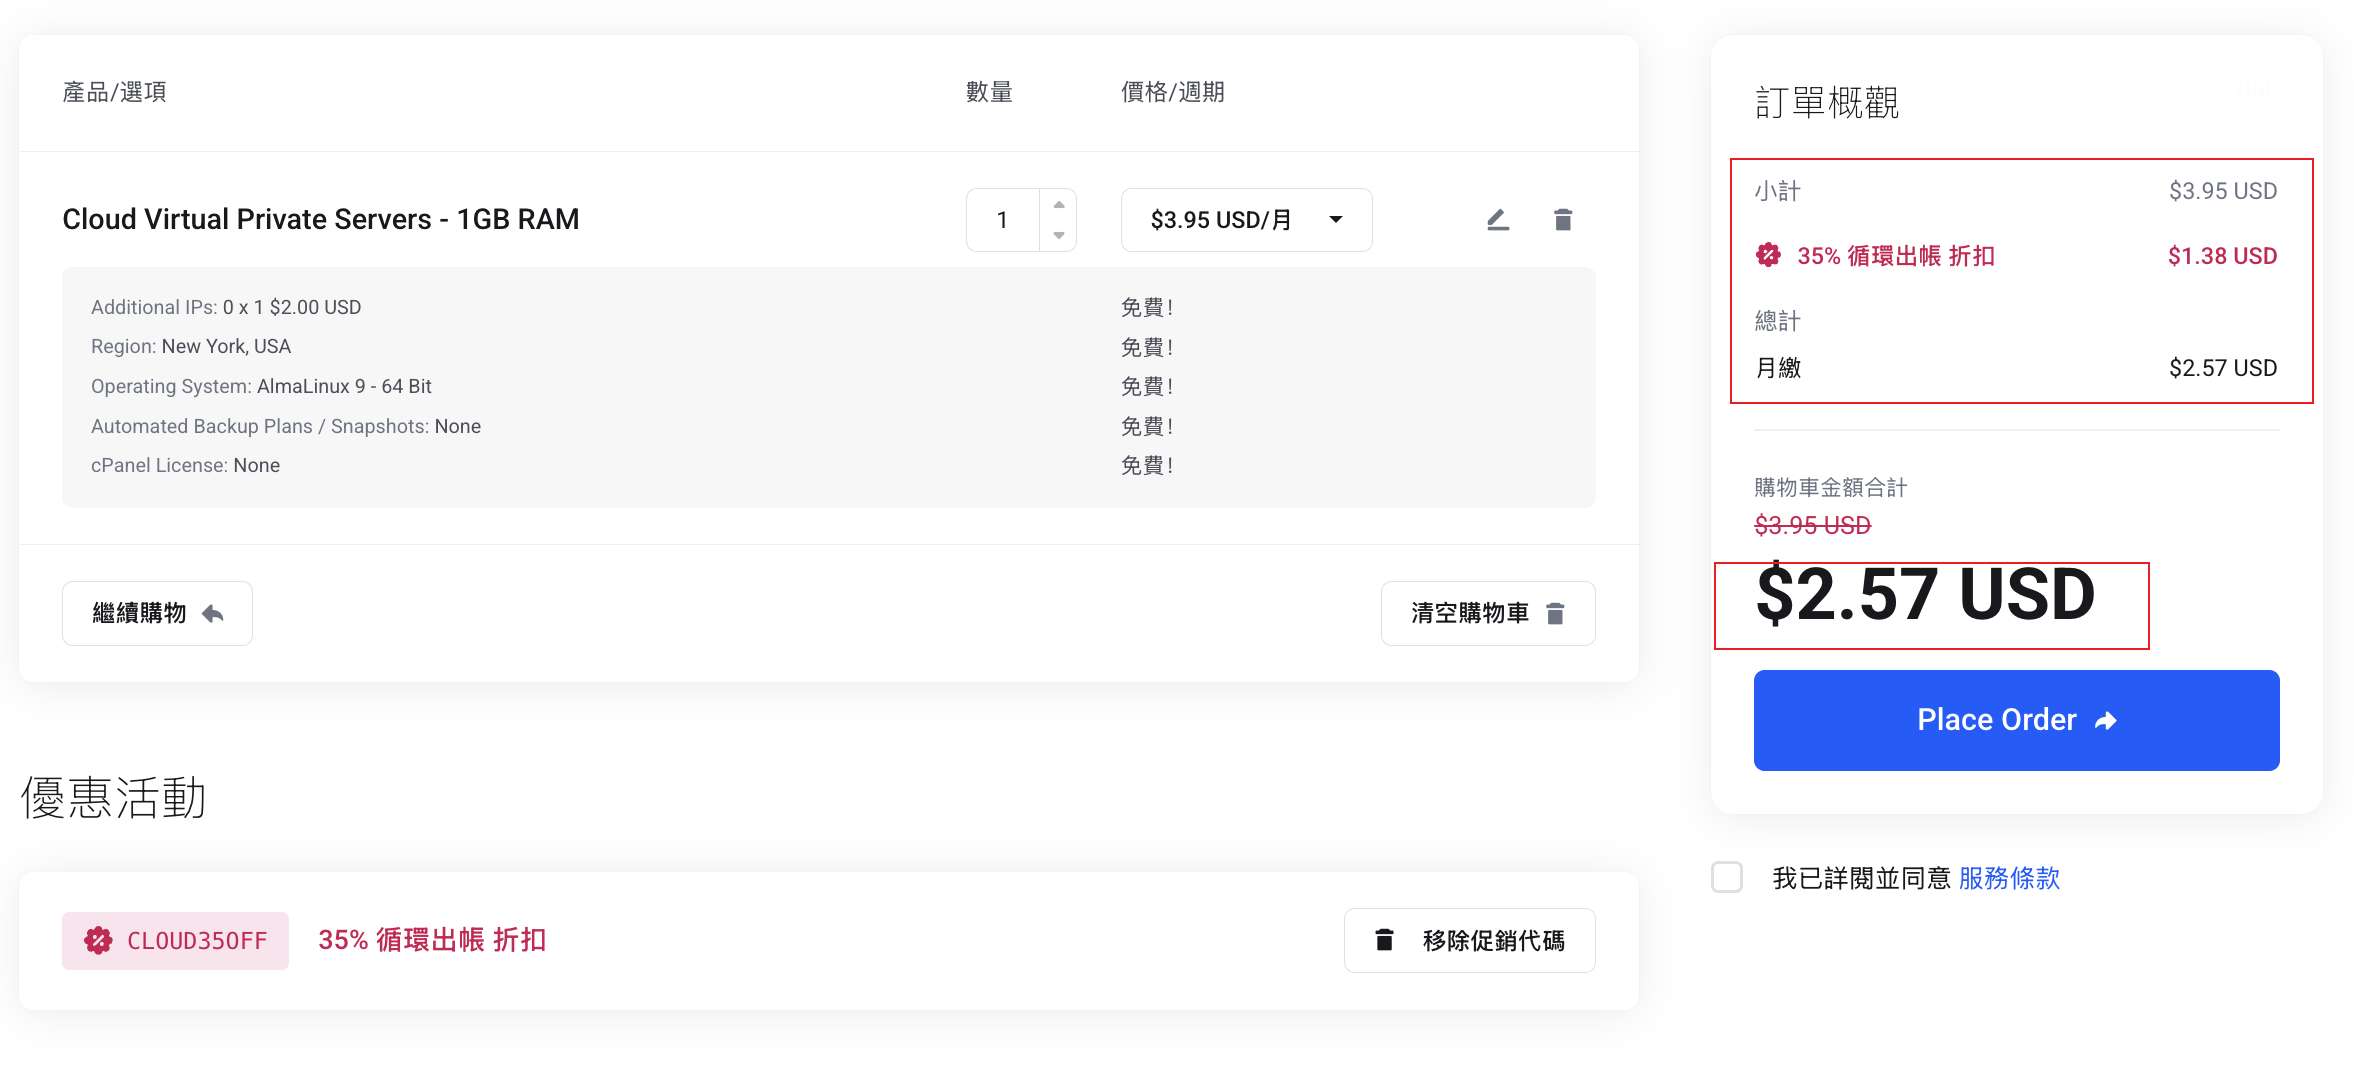 產品/選項 數量 價格/週期
Cloud Virtual Private Servers - 1GB RAM 1 $3.95 USD/月
Additional IPs: 0 x 1 $2.00 USD 免費!
Region: New York, USA 免費!
Operating System: AlmaLinux 9 - 64 Bit 免費!
Automated Backup Plans / Snapshots: None 免費!
cPanel License: None 免費!
繼續購物 清空購物車
優惠活動
CLOUD35OFF 35% 循環出帳 折扣 移除促銷代碼
訂單概觀
小計 $3.95 USD
35% 循環出帳 折扣 $1.38 USD
總計
月繳 $2.57 USD
購物車金額合計
$3.95 USD
$2.57 USD
Place Order
我已詳閱並同意 服務條款